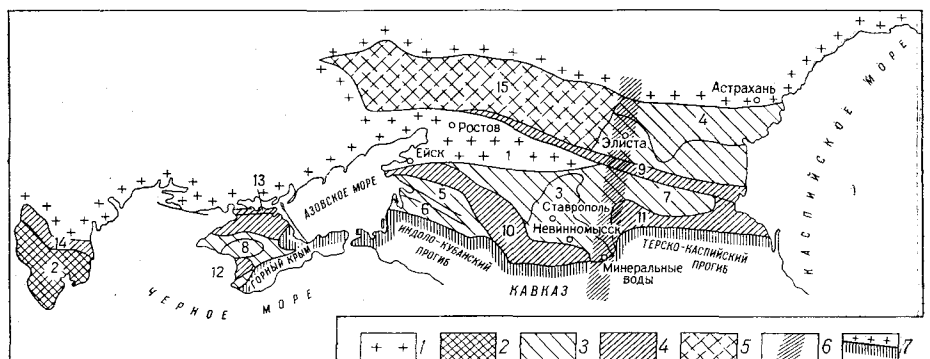 КАСПИЙСКОЕ МОРЕ
Астрахань
15
4
Ростов
Элиста
Ейск
1
9
13
АЗОВСКОЕ МОРЕ
5
3
7
Ставрополь
6
11
14
8
10
Невинномысск
2
12
ГОРНЫЙ КРЫМ
ИНДОЛО-КУБАНСКИЙ
ПРОГИБ
ТЕРСКО-КАСПИЙСКИЙ
ПРОГИБ
Минеральные
воды
КАВКАЗ
ЧЕРНОЕ МОРЕ
1 2 3 4 5 6 7